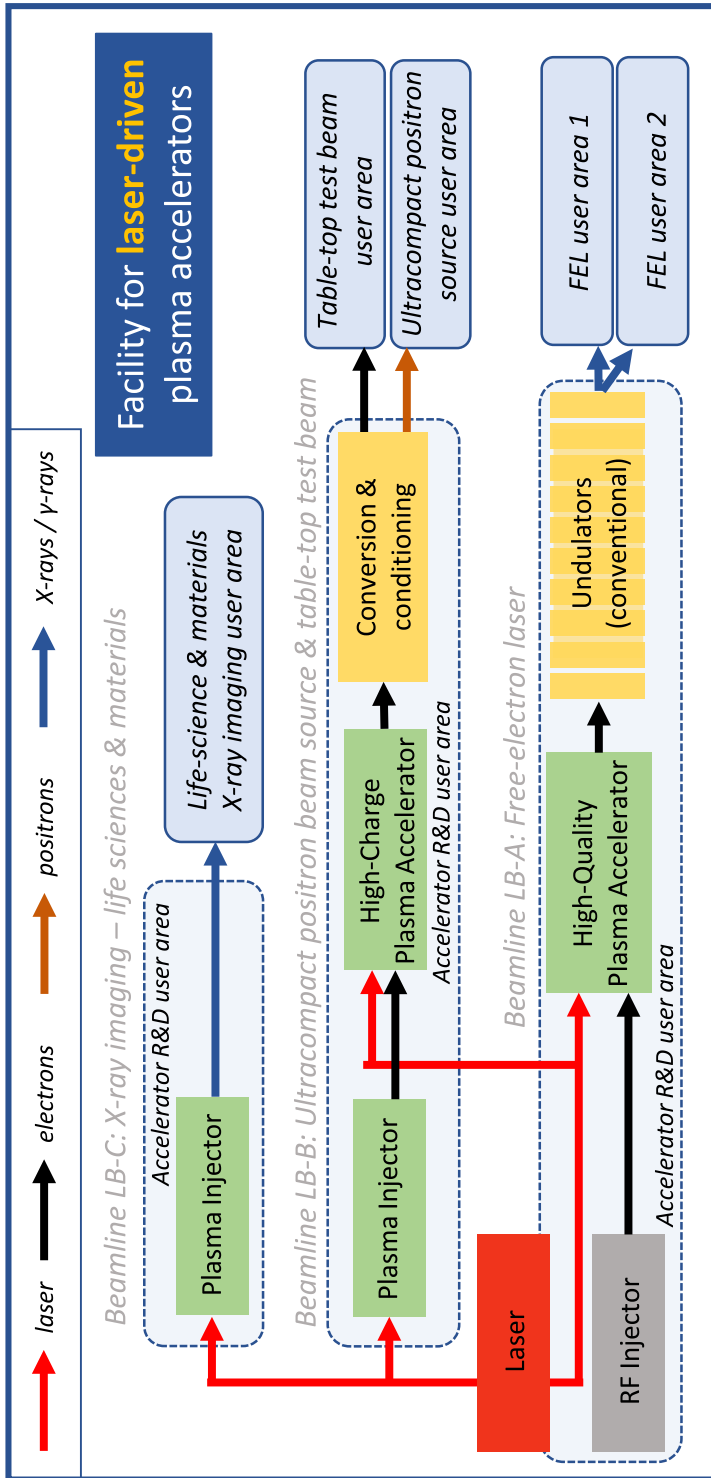 laser
electrons
positrons
X-rays / γ-rays
Facility for laser-driven
plasma accelerators
Beamline LB-C: X-ray imaging – life sciences & materials
Accelerator R&D user area
Plasma Injector
Life-science & materials
X-ray imaging user area
Beamline LB-B: Ultracompact positron beam source & table-top test beam
Plasma Injector
High-Charge
Plasma Accelerator
Accelerator R&D user area
Conversion &
conditioning
Table-top test beam
user area
Ultracompact positron
source user area
Laser
Beamline LB-A: Free-electron laser
RF Injector
Accelerator R&D user area
High-Quality
Plasma Accelerator
Undulators
(conventional)
FEL user area 1
FEL user area 2